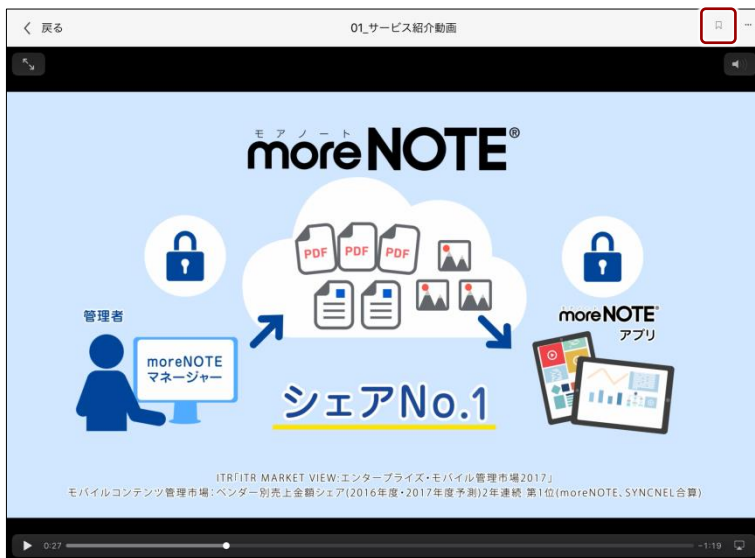 戻る
01_サービス紹介動画
モアノート
moreNOTE®
PDF PDF PDF
管理者
moreNOTE
マネージャー
moreNOTE®
アプリ
シェアNo.1
ITR「ITR MARKET VIEW:エンタープライズ・モバイル管理市場2017」
モバイルコンテンツ管理市場:ベンダー別売上金額シェア(2016年度・2017年度予測)2年連続 第1位(moreNOTE、SYNCNEL合算)
0:27
-1:19